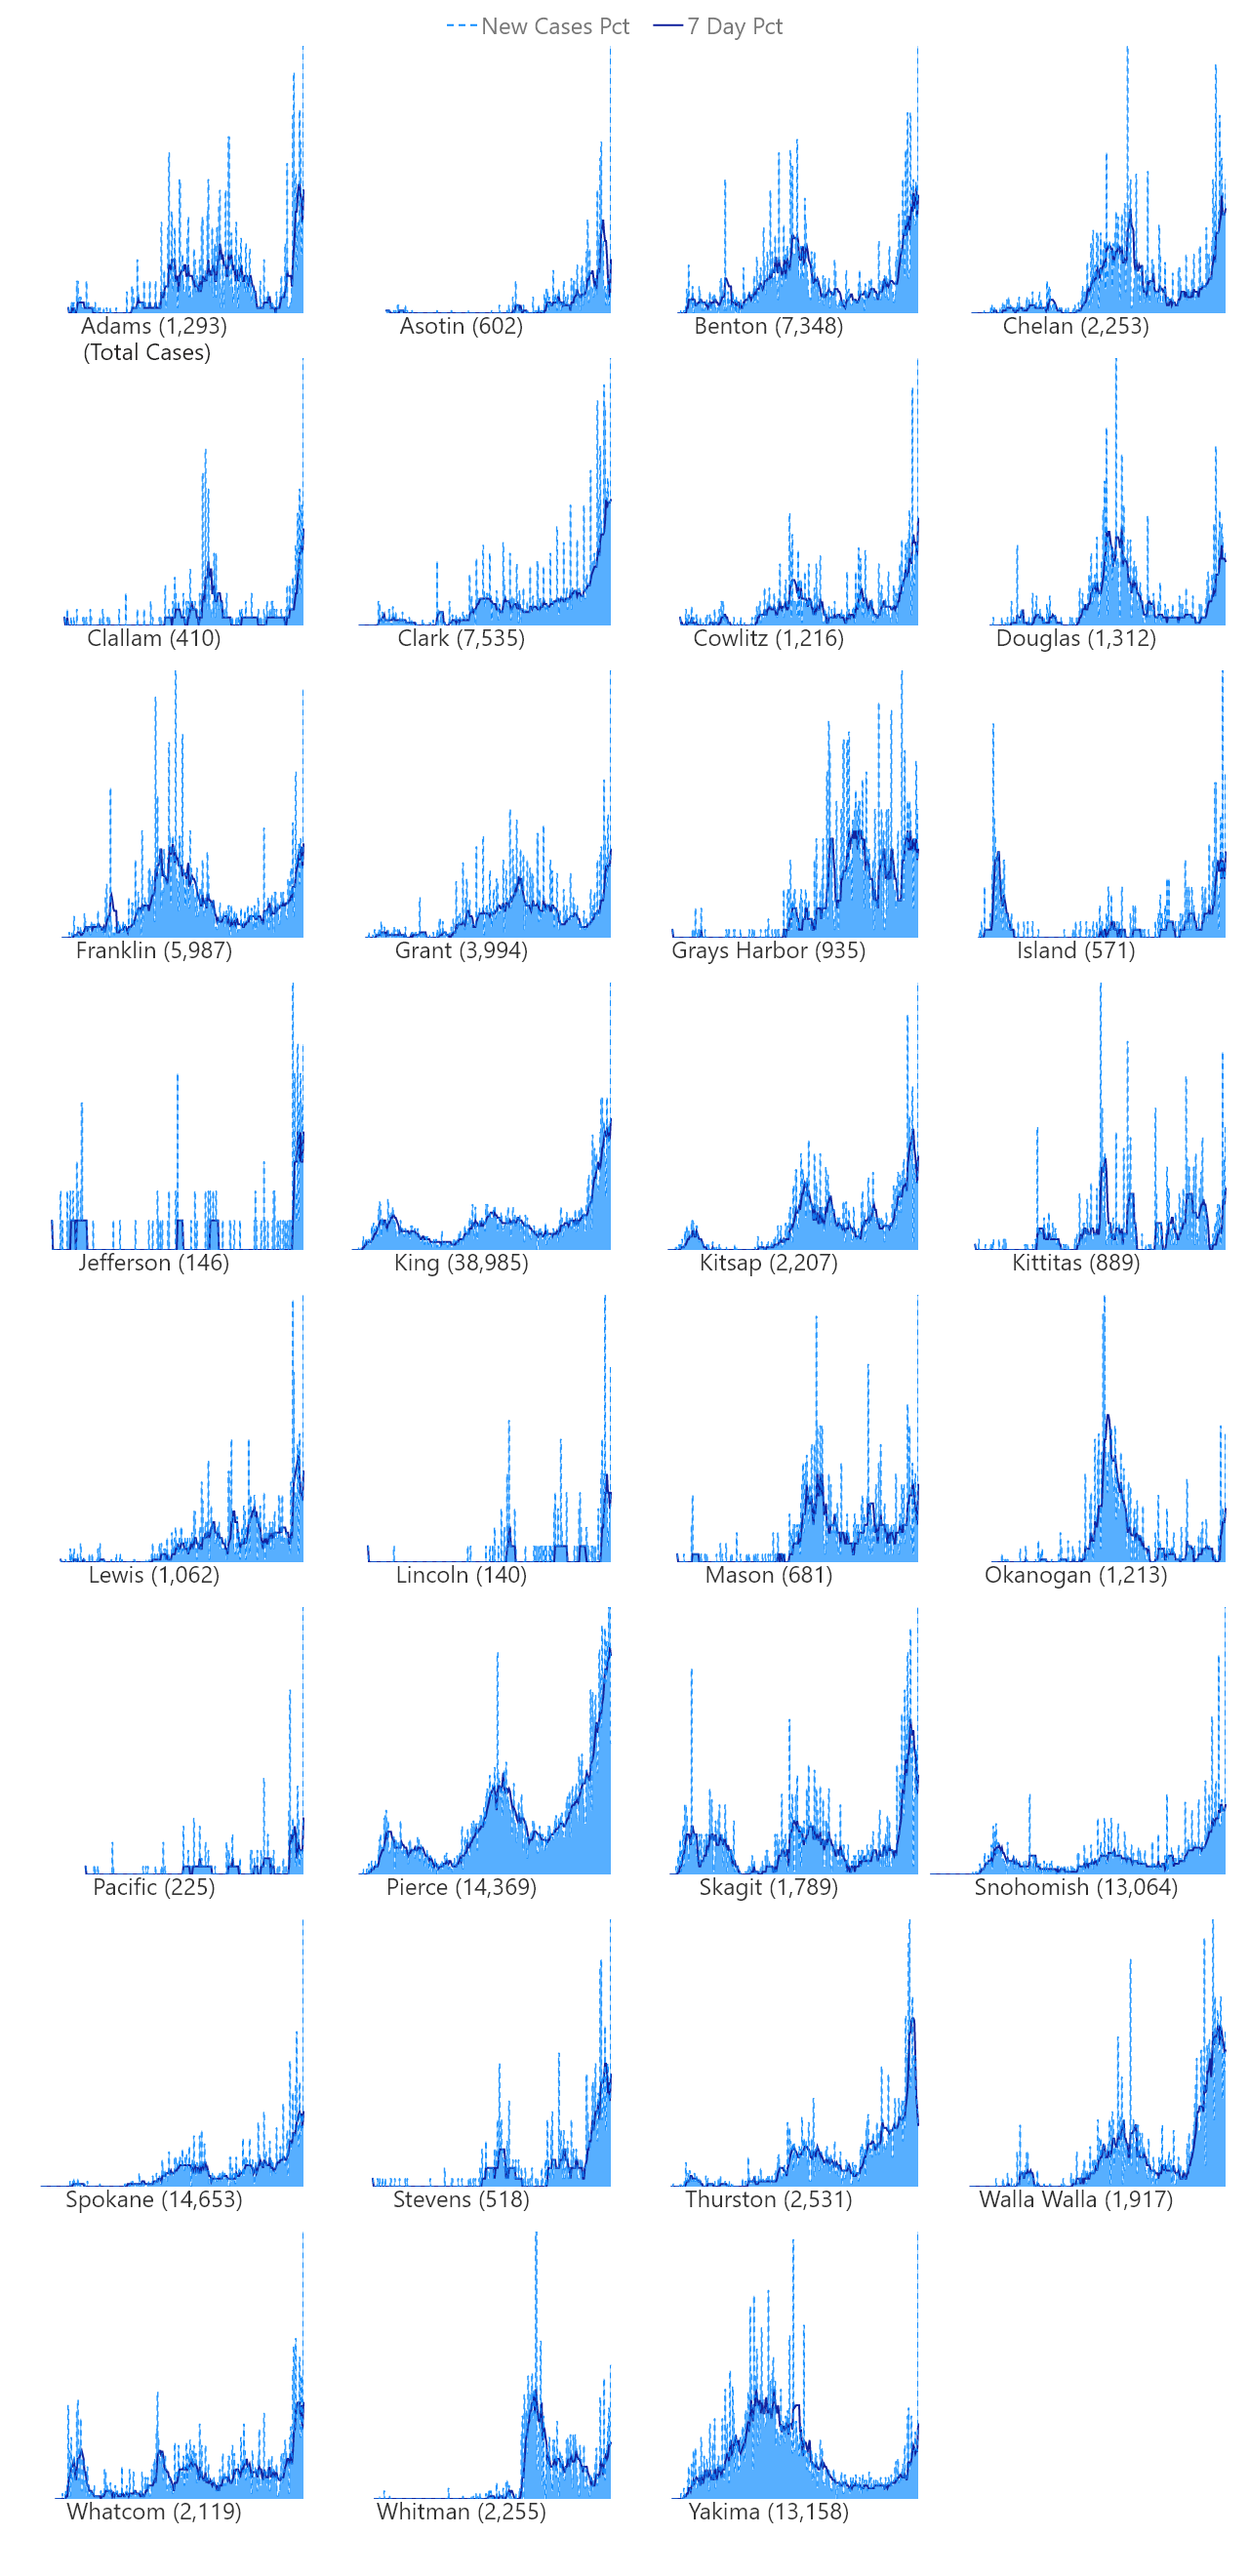 New Cases Pct 7 Day Pct
Adams (1,293) Asotin (602) Benton (7,348) Chelan (2,253)
(Total Cases)
Clallam (410) Clark (7,535) Cowlitz (1,216) Douglas (1,312)
Franklin (5,987) Grant (3,994) Grays Harbor (935) Island (571)
Jefferson (146) King (38,985) Kitsap (2,207) Kittitas (889)
Lewis (1,062) Lincoln (140) Mason (681) Okanogan (1,213)
Pacific (225) Pierce (14,369) Skagit (1,789) Snohomish (13,064)
Spokane (14,653) Stevens (518) Thurston (2,531) Walla Walla (1,917)
Whatcom (2,119) Whitman (2,255) Yakima (13,158)